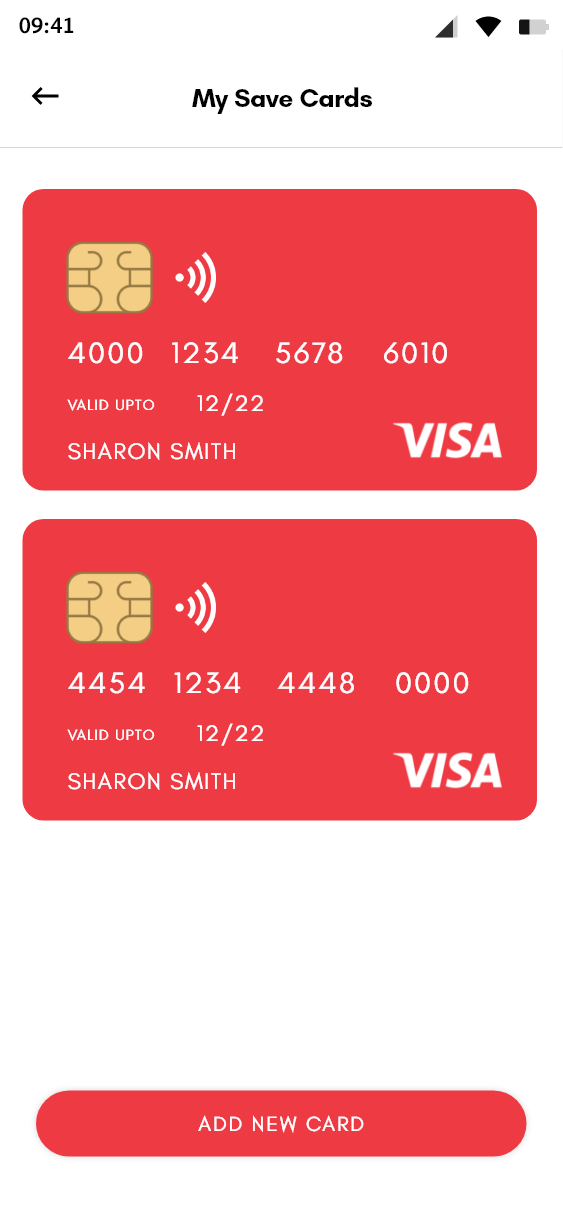 09:41
My Save Cards
4000 1234 5678 6010
VALID UPTO 12/22
SHARON SMITH
VISA
4454 1234 4448 0000
VALID UPTO 12/22
SHARON SMITH
VISA
ADD NEW CARD